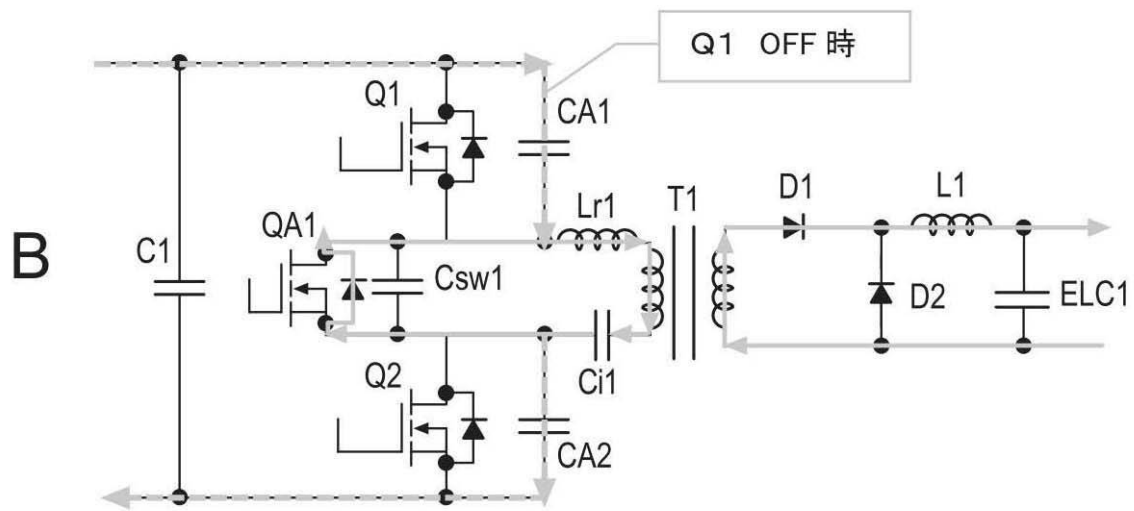 Q1 OFF 時
Q1
CA1
D1
L1
Lr1
T1
QA1
B
C1
Csw1
D2
ELC1
Ci1
Q2
CA2